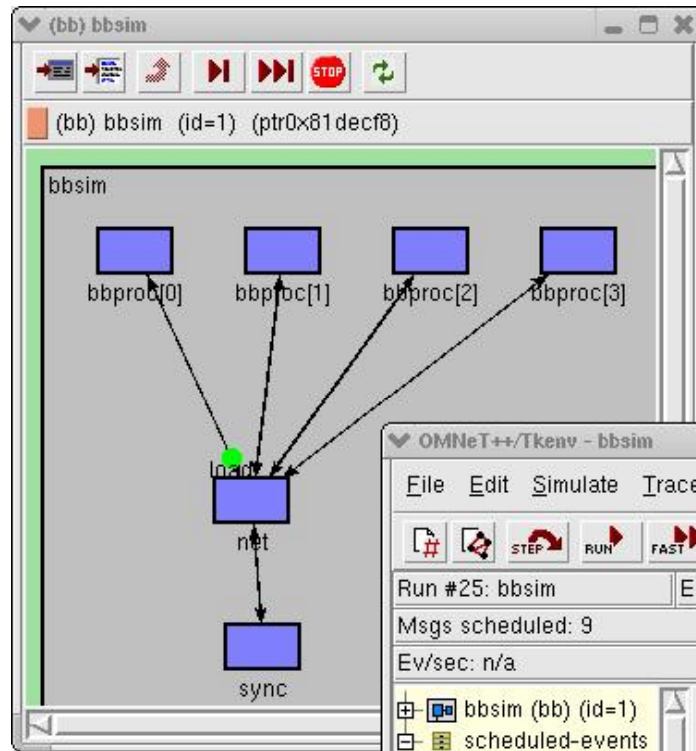 (bb) bbsim
STOP
(bb) bbsim (id=1) (ptr0x81decf8)
bbsim
bbproc[0] bbproc[1] bbproc[2] bbproc[3]
load
net
sync
OMNeT++/Tkenv - bbsim
File Edit Simulate Trace
STEP RUN FAST
Run #25: bbsim E
Msgs scheduled: 9
Ev/sec: n/a
bbsim (bb) (id=1)
scheduled-events